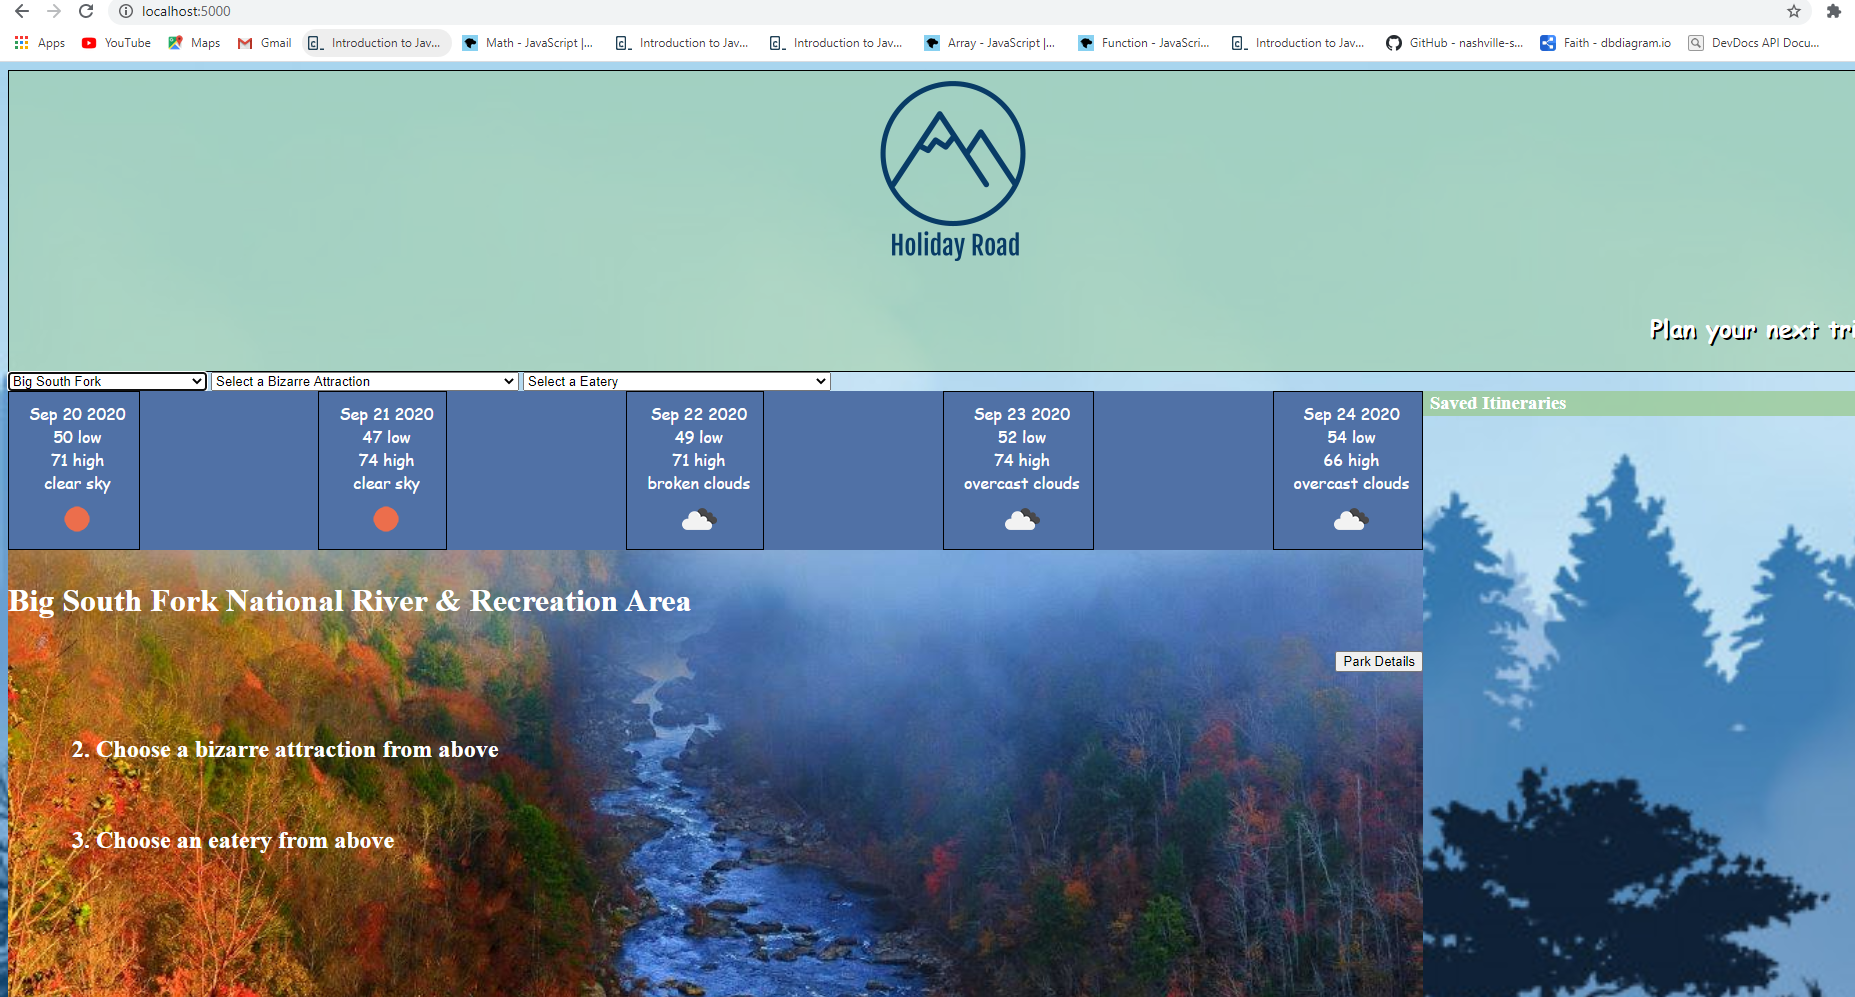 localhost:5000
Apps YouTube Maps Gmail Introduction to Jav... Math - JavaScript |... Introduction to Jav... Introduction to Jav... Array - JavaScript |... Function - JavaScri... Introduction to Jav... GitHub - nashville-s... Faith - dbdiagram.io DevDocs API Docu...
Holiday Road
Plan your next tri
Big South Fork Select a Bizarre Attraction Select a Eatery
Sep 20 2020
50 low
71 high
clear sky
Sep 21 2020
47 low
74 high
clear sky
Sep 22 2020
49 low
71 high
broken clouds
Sep 23 2020
52 low
74 high
overcast clouds
Sep 24 2020
54 low
66 high
overcast clouds
Saved Itineraries
Big South Fork National River & Recreation Area
Park Details
2. Choose a bizarre attraction from above
3. Choose an eatery from above